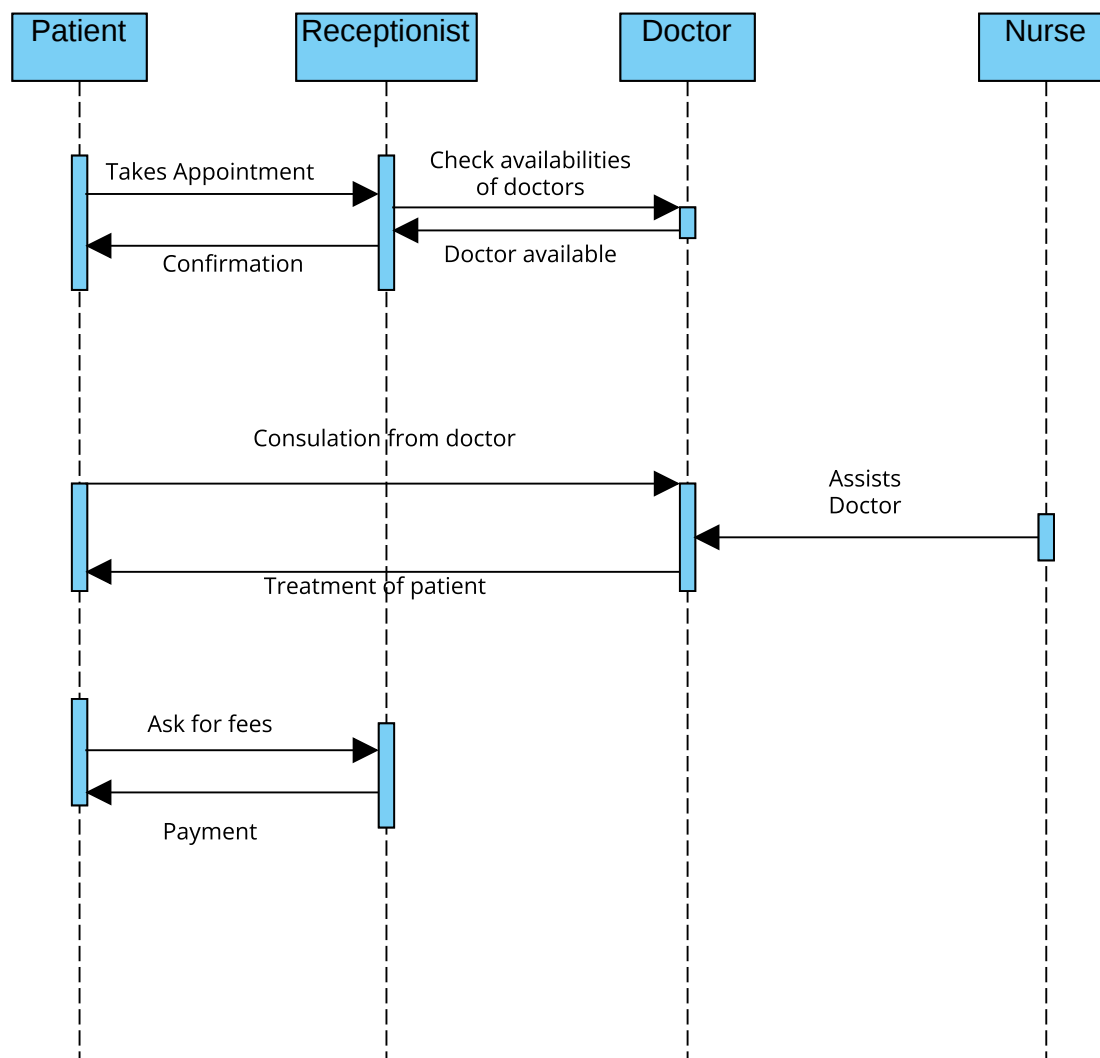 Patient
Receptionist
Doctor
Nurse
Takes Appointment
Check availabilities
of doctors
Doctor available
Confirmation
Consulation from doctor
Assists
Doctor
Treatment of patient
Ask for fees
Payment